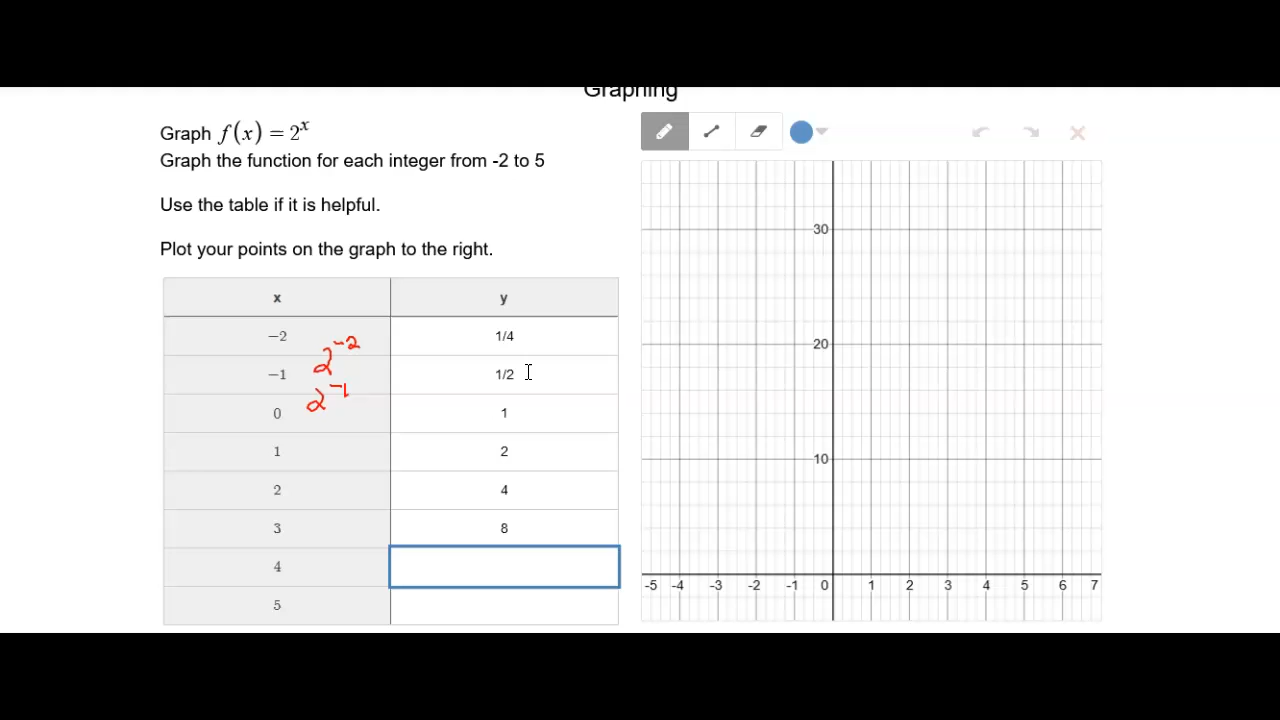 Graphing
Graph f(x) = 2^x
Graph the function for each integer from -2 to 5
Use the table if it is helpful.
Plot your points on the graph to the right.
x y
−2 1/4
2^-2
−1 1/2
2^-1
0 1
1 2
2 4
3 8
4
5
30
20
10
-5 -4 -3 -2 -1 0 1 2 3 4 5 6 7